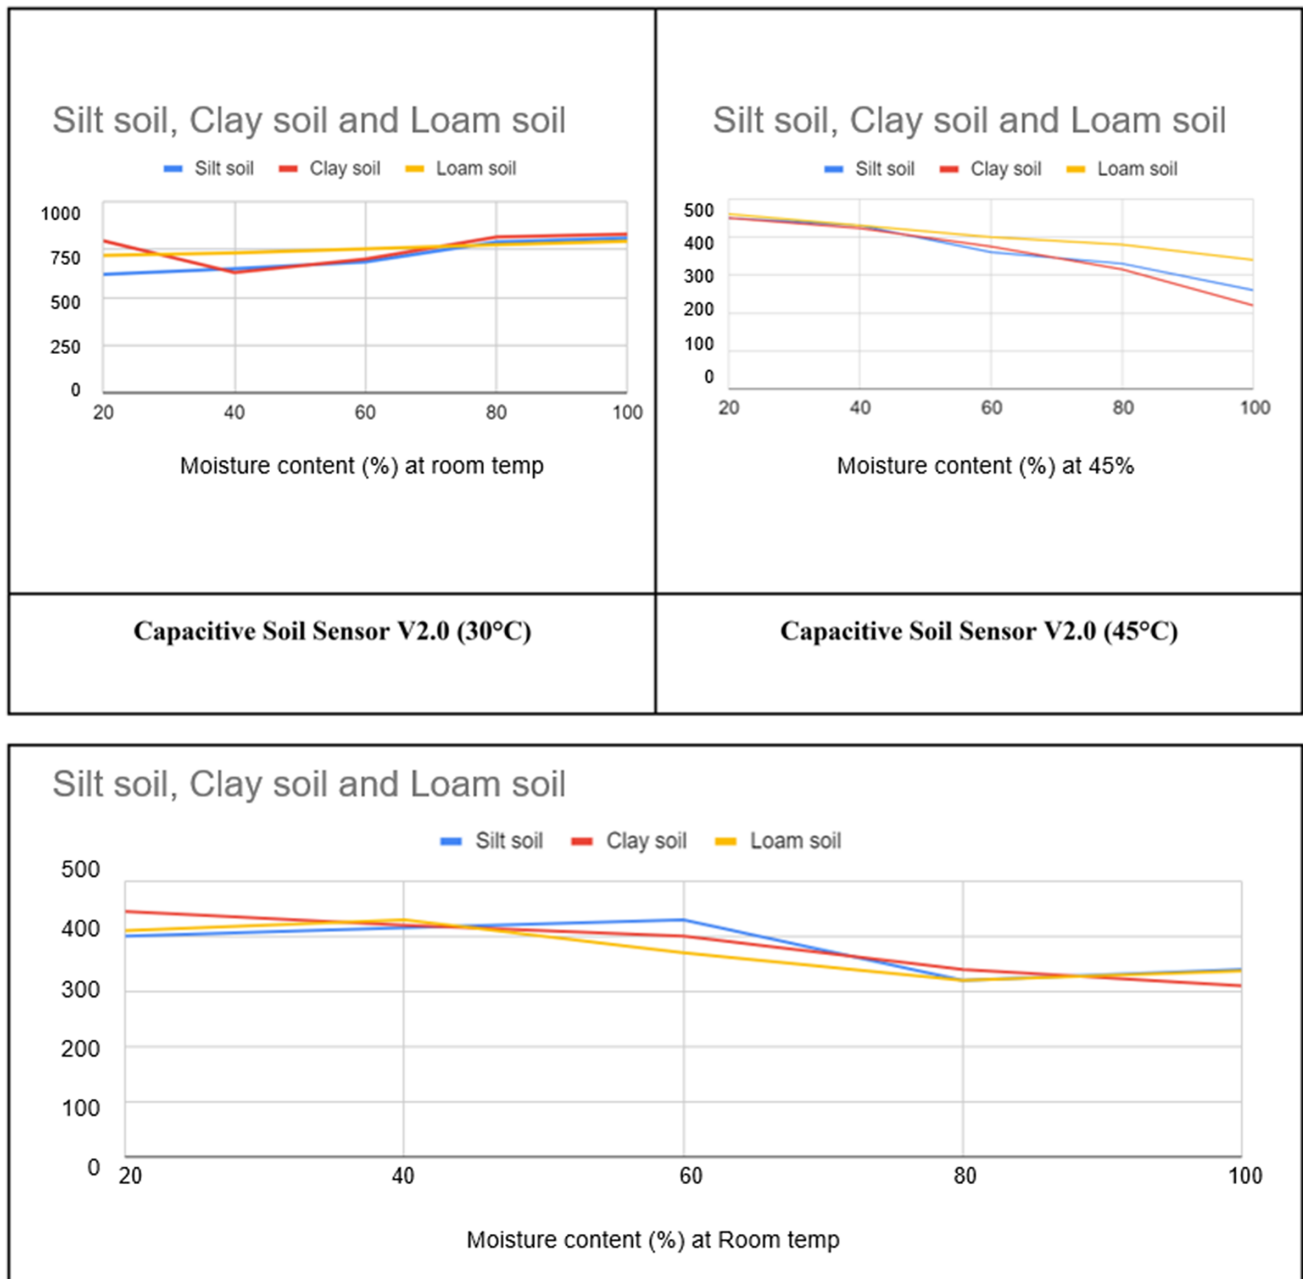 Silt soil, Clay soil and Loam soil
Silt soil Clay soil Loam soil
1000
750
500
250
0
20 40 60 80 100
Moisture content (%) at room temp
Capacitive Soil Sensor V2.0 (30°C)
Silt soil, Clay soil and Loam soil
Silt soil Clay soil Loam soil
500
400
300
200
100
0
20 40 60 80 100
Moisture content (%) at 45%
Capacitive Soil Sensor V2.0 (45°C)
Silt soil, Clay soil and Loam soil
Silt soil Clay soil Loam soil
500
400
300
200
100
0
20 40 60 80 100
Moisture content (%) at Room temp